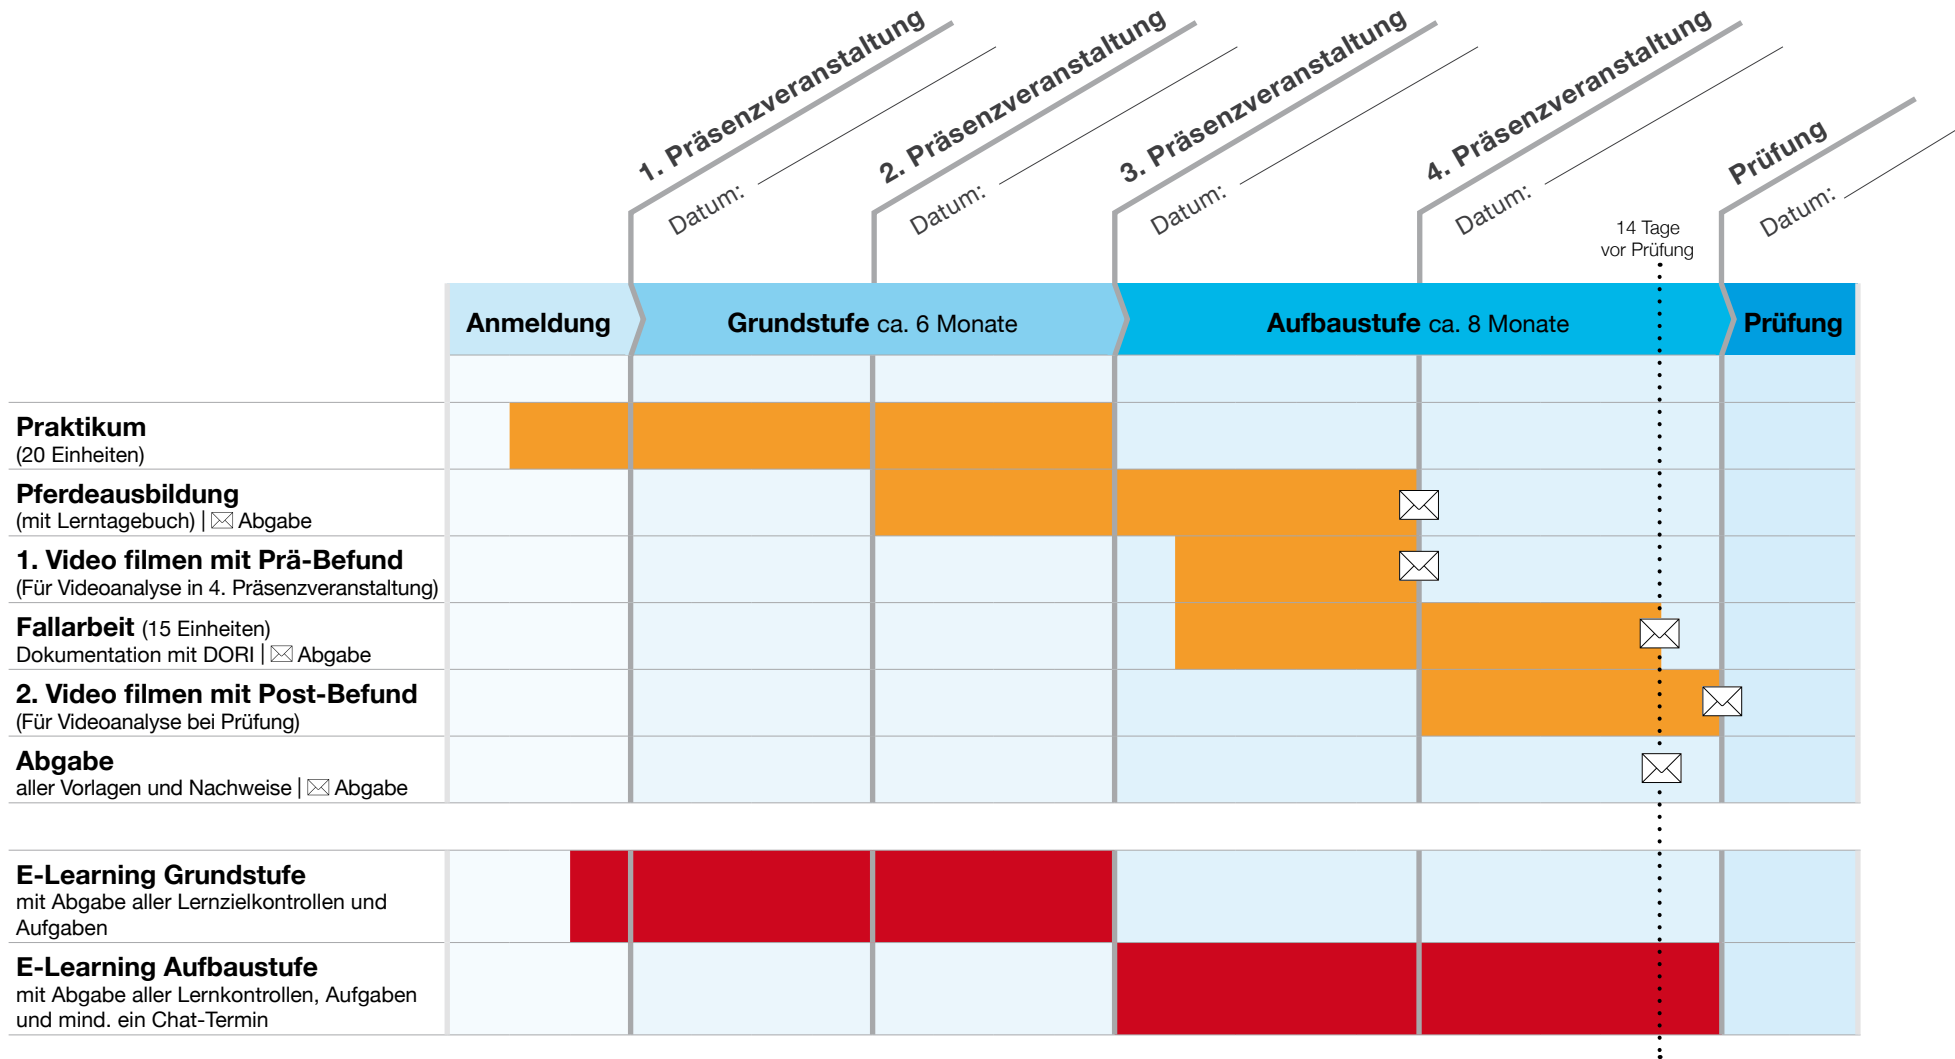 1. Präsenzveranstaltung
Datum:
2. Präsenzveranstaltung
Datum:
3. Präsenzveranstaltung
Datum:
4. Präsenzveranstaltung
Datum:
Prüfung
Datum:
14 Tage
vor Prüfung
Anmeldung
Grundstufe ca. 6 Monate
Aufbaustufe ca. 8 Monate
Prüfung
Praktikum
(20 Einheiten)
Pferdeausbildung
(mit Lerntagebuch) | Abgabe
1. Video filmen mit Prä-Befund
(Für Videoanalyse in 4. Präsenzveranstaltung)
Fallarbeit (15 Einheiten)
Dokumentation mit DORI | Abgabe
2. Video filmen mit Post-Befund
(Für Videoanalyse bei Prüfung)
Abgabe
aller Vorlagen und Nachweise | Abgabe
E-Learning Grundstufe
mit Abgabe aller Lernzielkontrollen und
Aufgaben
E-Learning Aufbaustufe
mit Abgabe aller Lernkontrollen, Aufgaben
und mind. ein Chat-Termin